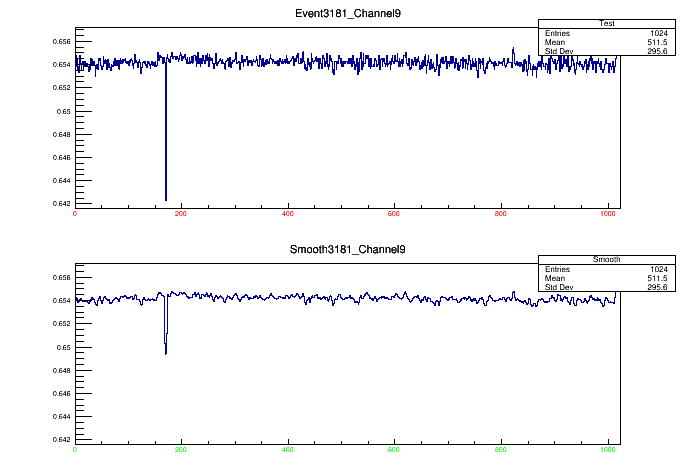 Event3181_Channel9
Test
Entries 1024
Mean 511.5
Std Dev 295.6
0.656
0.654
0.652
0.65
0.648
0.646
0.644
0.642
0 200 400 600 800 1000
Smooth3181_Channel9
Smooth
Entries 1024
Mean 511.5
Std Dev 295.6
0.656
0.654
0.652
0.65
0.648
0.646
0.644
0.642
0 200 400 600 800 1000